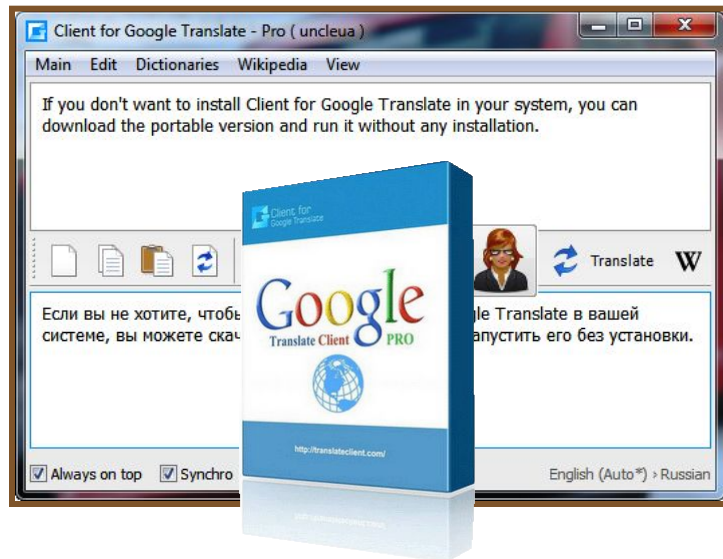 Client for Google Translate - Pro ( uncleua )
Main Edit Dictionaries Wikipedia View
If you don't want to install Client for Google Translate in your system, you can
download the portable version and run it without any installation.
Client for
Google Translate
Translate W
Google
Translate Client PRO
http://translateclient.com/
Если вы не хотите, чтобы le Translate в вашей
системе, вы можете скач апустить его без установки.
Always on top Synchro English (Auto*) › Russian